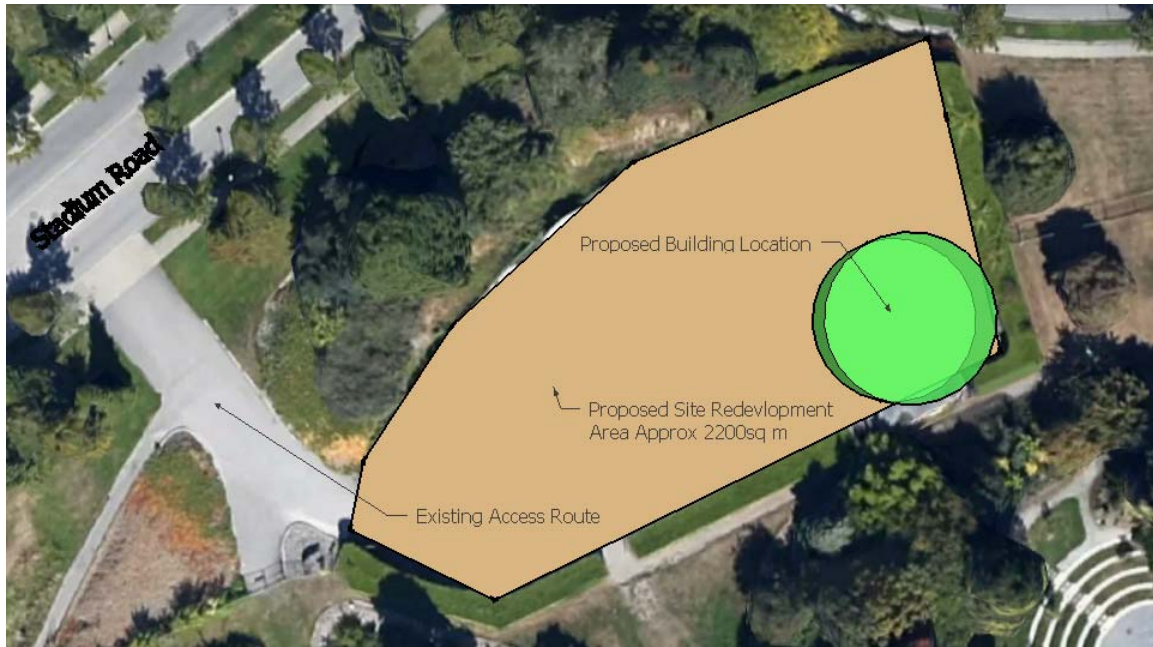 Stadium Road
Proposed Building Location
Proposed Site Redevlopment
Area Approx 2200sq m
Existing Access Route